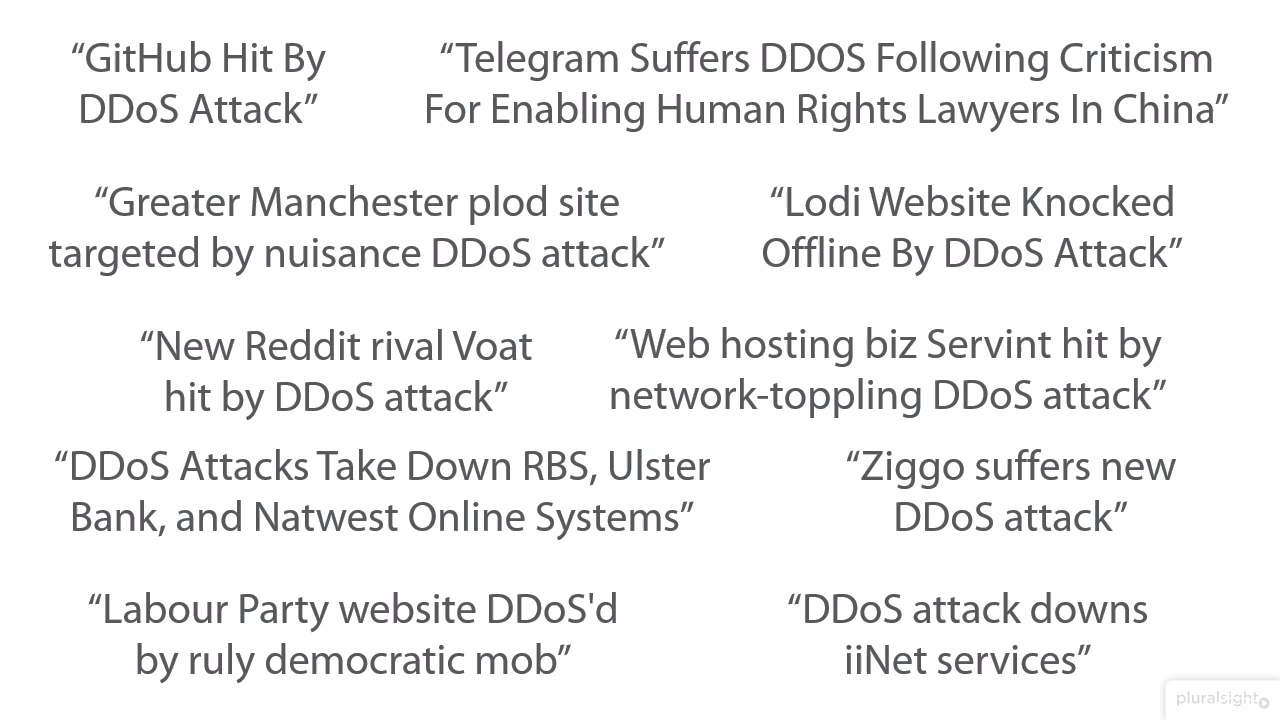 “GitHub Hit By
DDoS Attack”
“Telegram Suffers DDOS Following Criticism
For Enabling Human Rights Lawyers In China”
“Greater Manchester plod site
targeted by nuisance DDoS attack”
“Lodi Website Knocked
Offline By DDoS Attack”
“New Reddit rival Voat
hit by DDoS attack”
“Web hosting biz Servint hit by
network-toppling DDoS attack”
“DDoS Attacks Take Down RBS, Ulster
Bank, and Natwest Online Systems”
“Ziggo suffers new
DDoS attack”
“Labour Party website DDoS'd
by ruly democratic mob”
“DDoS attack downs
iiNet services”
pluralsight